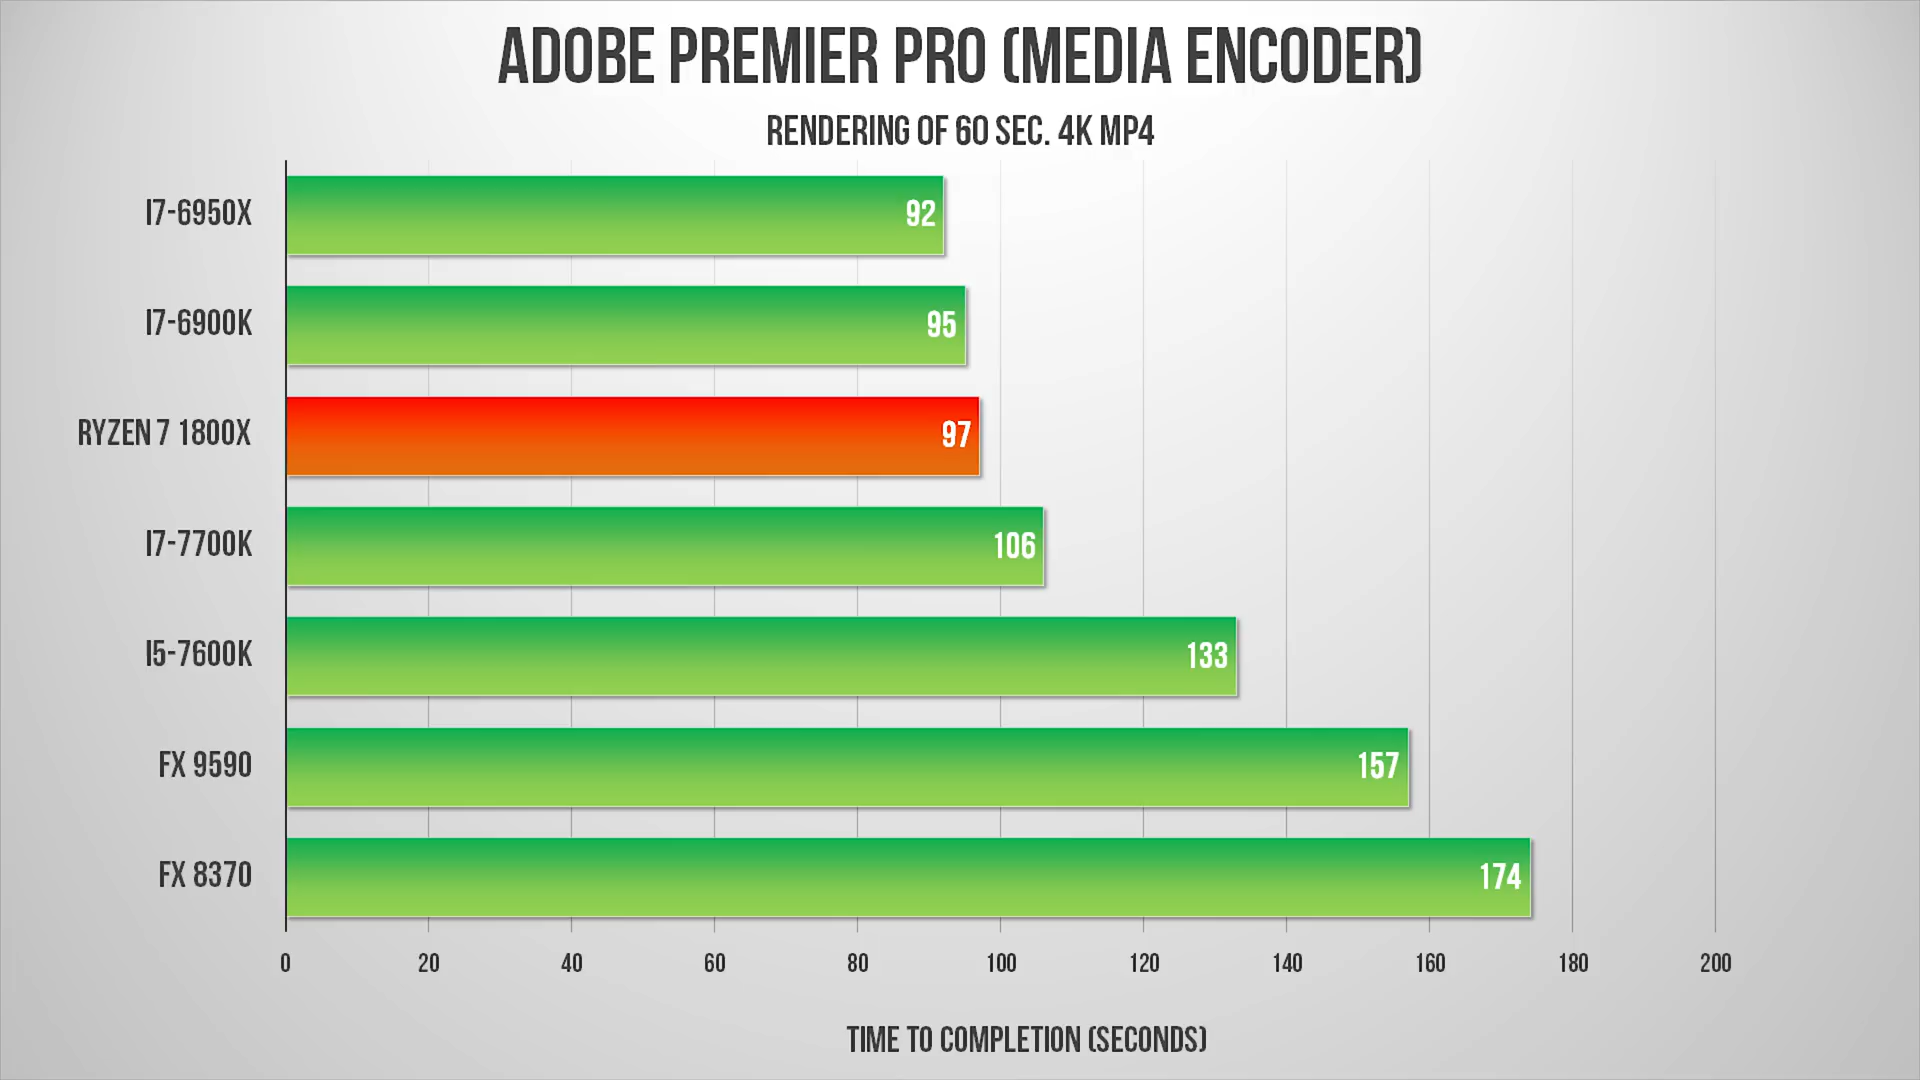 ADOBE PREMIER PRO (MEDIA ENCODER)
RENDERING OF 60 SEC. 4K MP4
I7-6950X 92
I7-6900K 95
RYZEN 7 1800X 97
I7-7700K 106
I5-7600K 133
FX 9590 157
FX 8370 174
0 20 40 60 80 100 120 140 160 180 200
TIME TO COMPLETION (SECONDS)